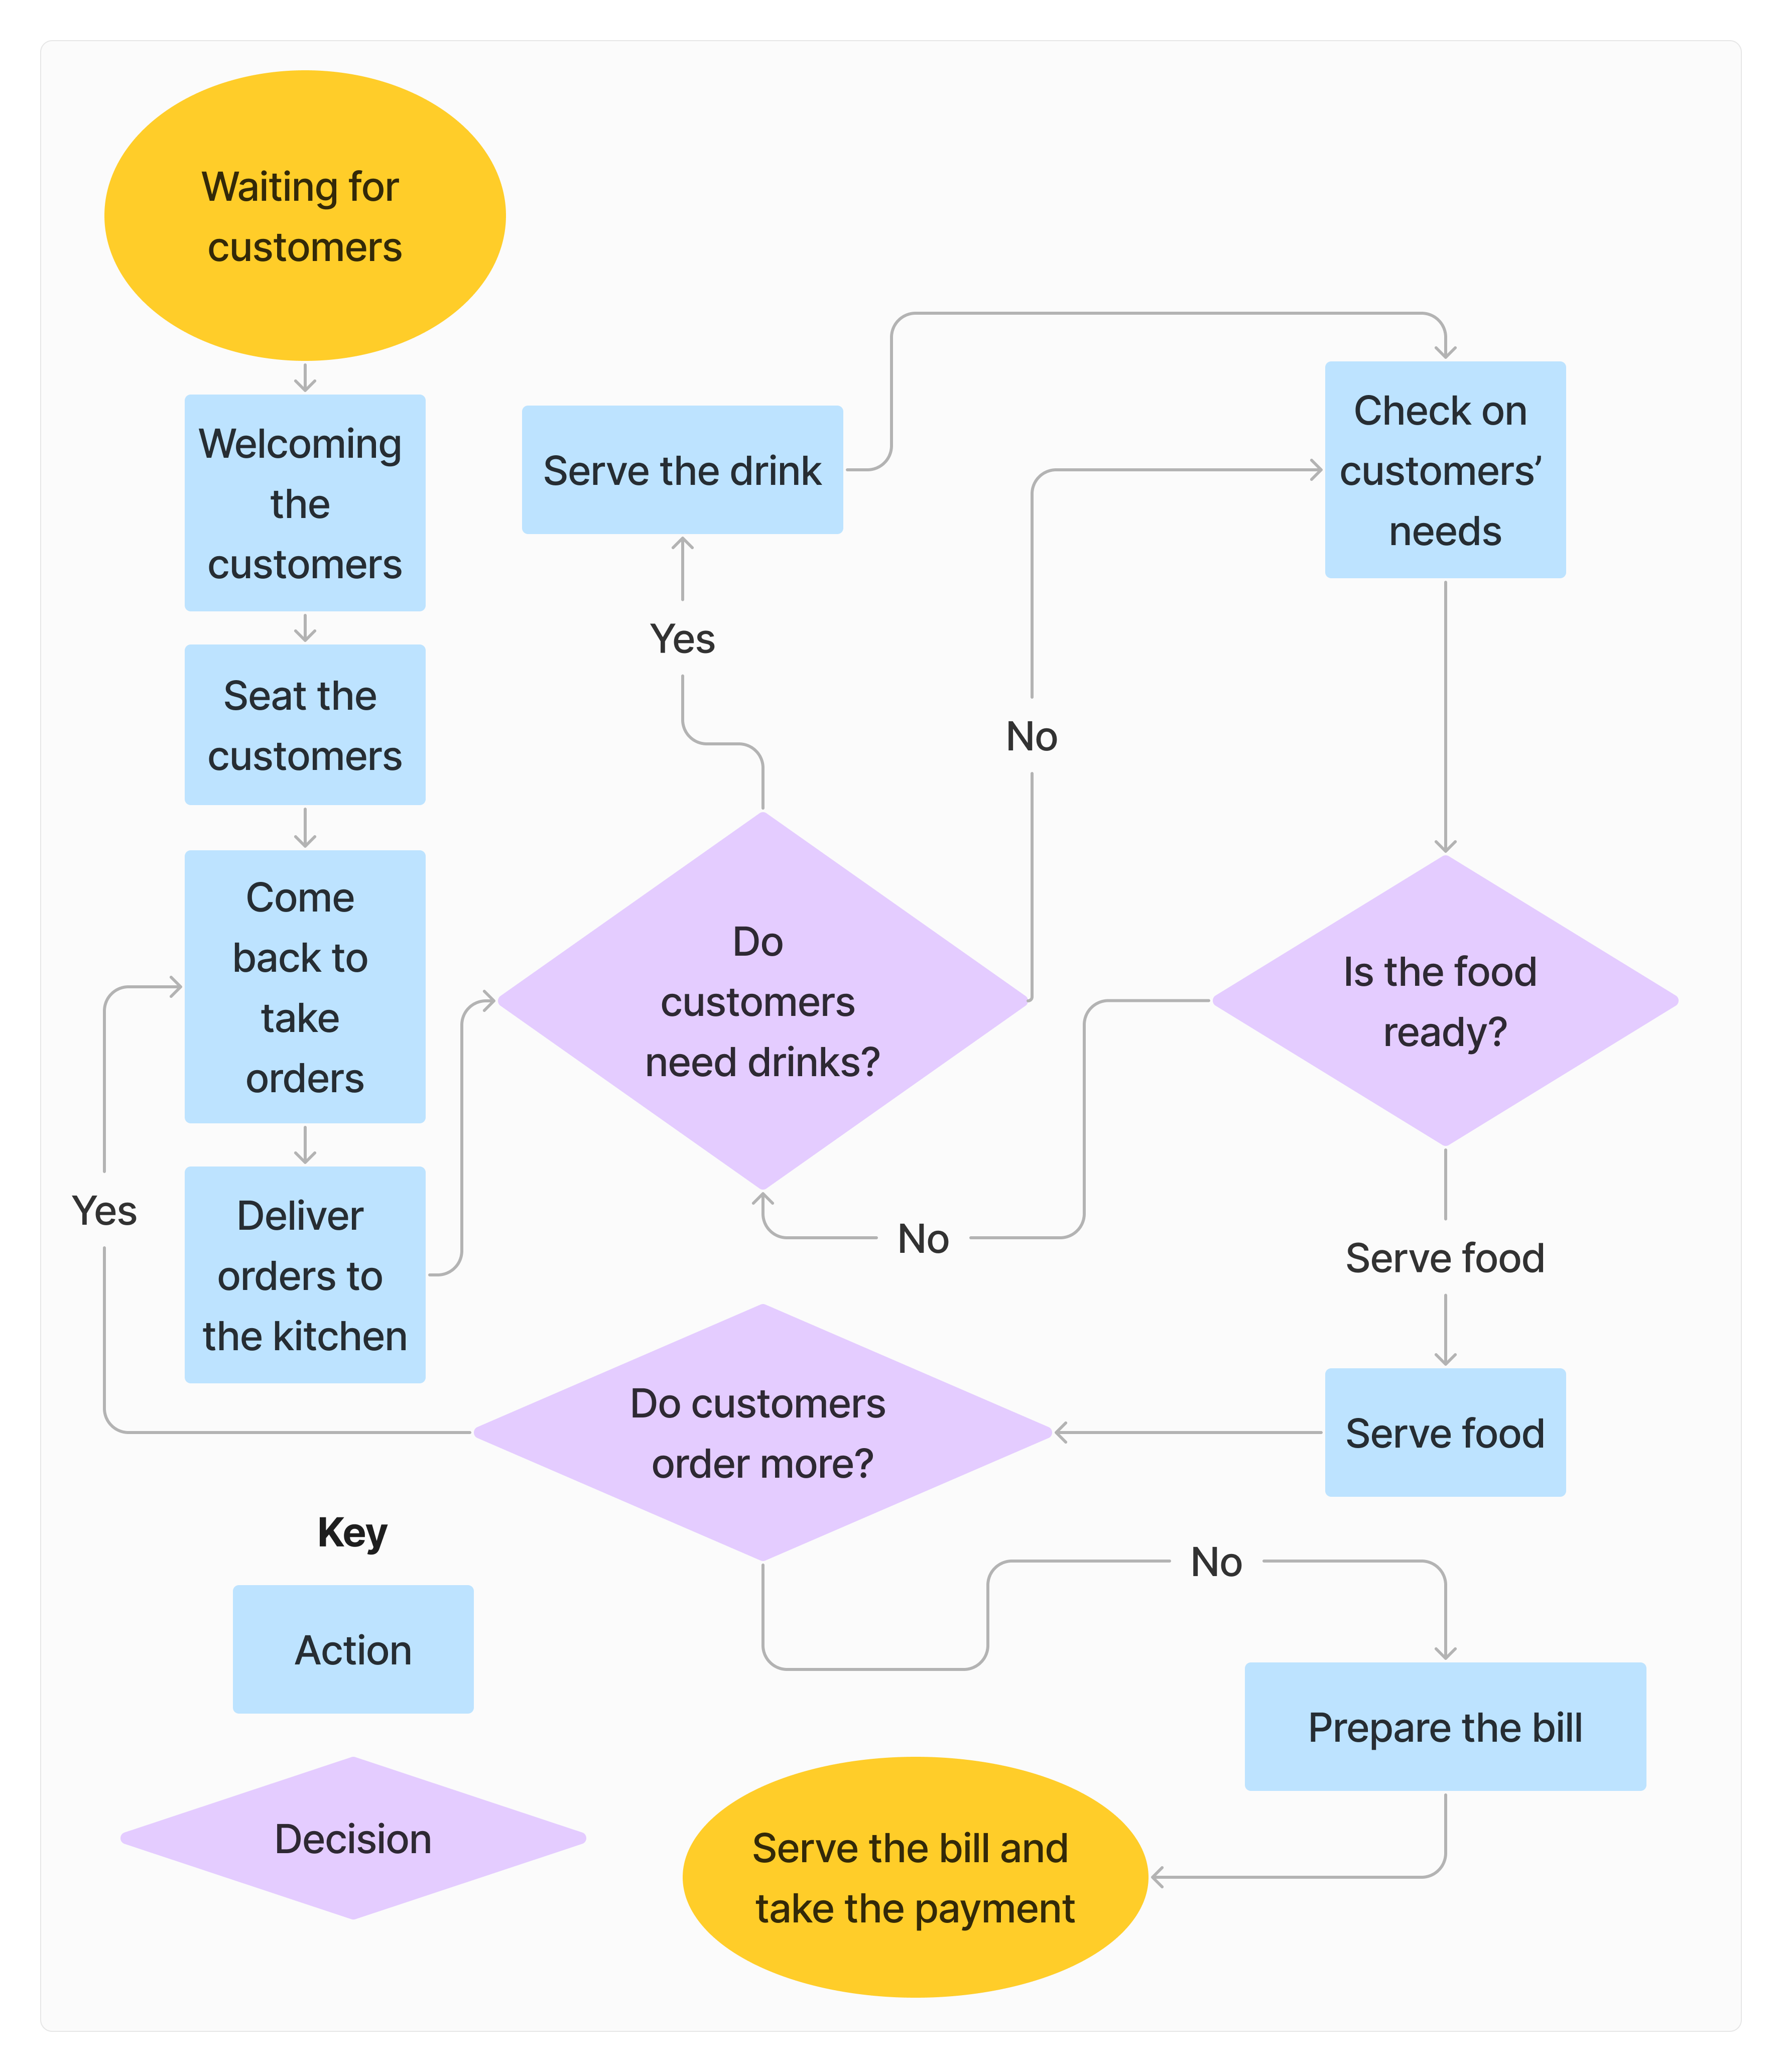 Waiting for
customers
Welcoming
the
customers
Seat the
customers
Come
back to
take
orders
Deliver
orders to
the kitchen
Yes
Do
customers
need drinks?
Yes
Serve the drink
No
Check on
customers’
needs
Is the food
ready?
No
Serve food
Serve food
Do customers
order more?
No
Prepare the bill
Serve the bill and
take the payment
Key
Action
Decision